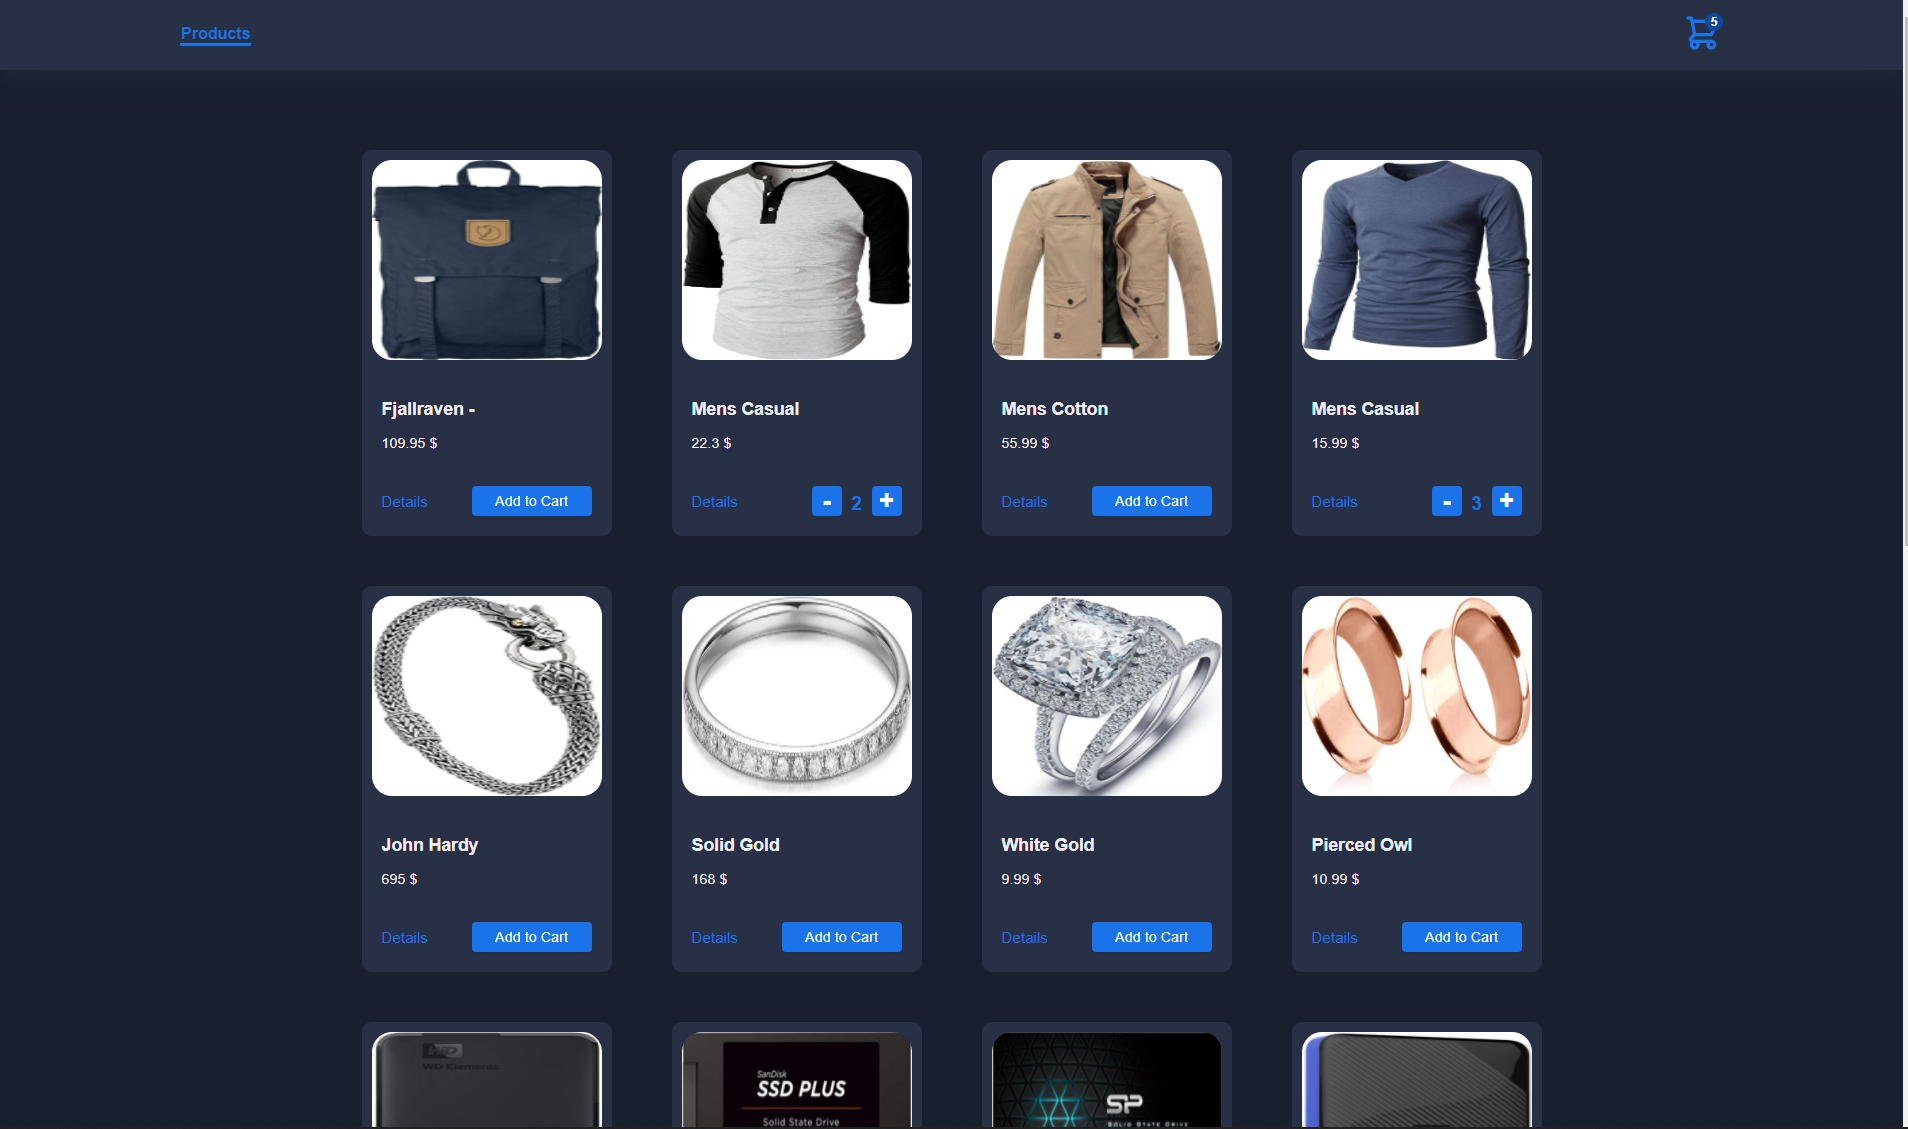 Products
5
Fjallraven -
109.95 $
Details
Add to Cart
Mens Casual
22.3 $
Details
- 2 +
Mens Cotton
55.99 $
Details
Add to Cart
Mens Casual
15.99 $
Details
- 3 +
John Hardy
695 $
Details
Add to Cart
Solid Gold
168 $
Details
Add to Cart
White Gold
9.99 $
Details
Add to Cart
Pierced Owl
10.99 $
Details
Add to Cart
WD
WD Elements
SanDisk
SSD PLUS
Solid State Drive
SP
SOLID STATE DRIVE